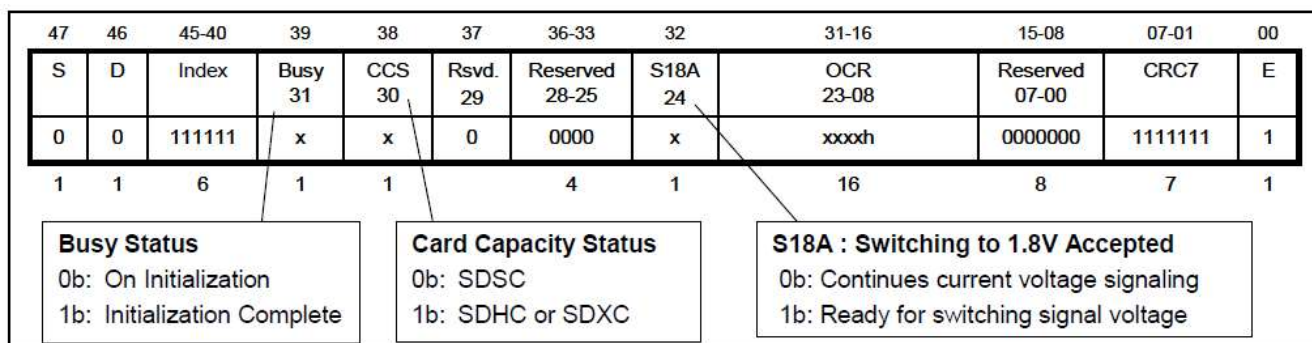 47 46 45-40 39 38 37 36-33 32 31-16 15-08 07-01 00
S D Index Busy CCS Rsvd. Reserved S18A OCR Reserved CRC7 E
31 30 29 28-25 24 23-08 07-00
0 0 111111 x x 0 0000 x xxxxh 0000000 1111111 1
1 1 6 1 1 4 1 16 8 7 1
Busy Status
0b: On Initialization
1b: Initialization Complete
Card Capacity Status
0b: SDSC
1b: SDHC or SDXC
S18A : Switching to 1.8V Accepted
0b: Continues current voltage signaling
1b: Ready for switching signal voltage